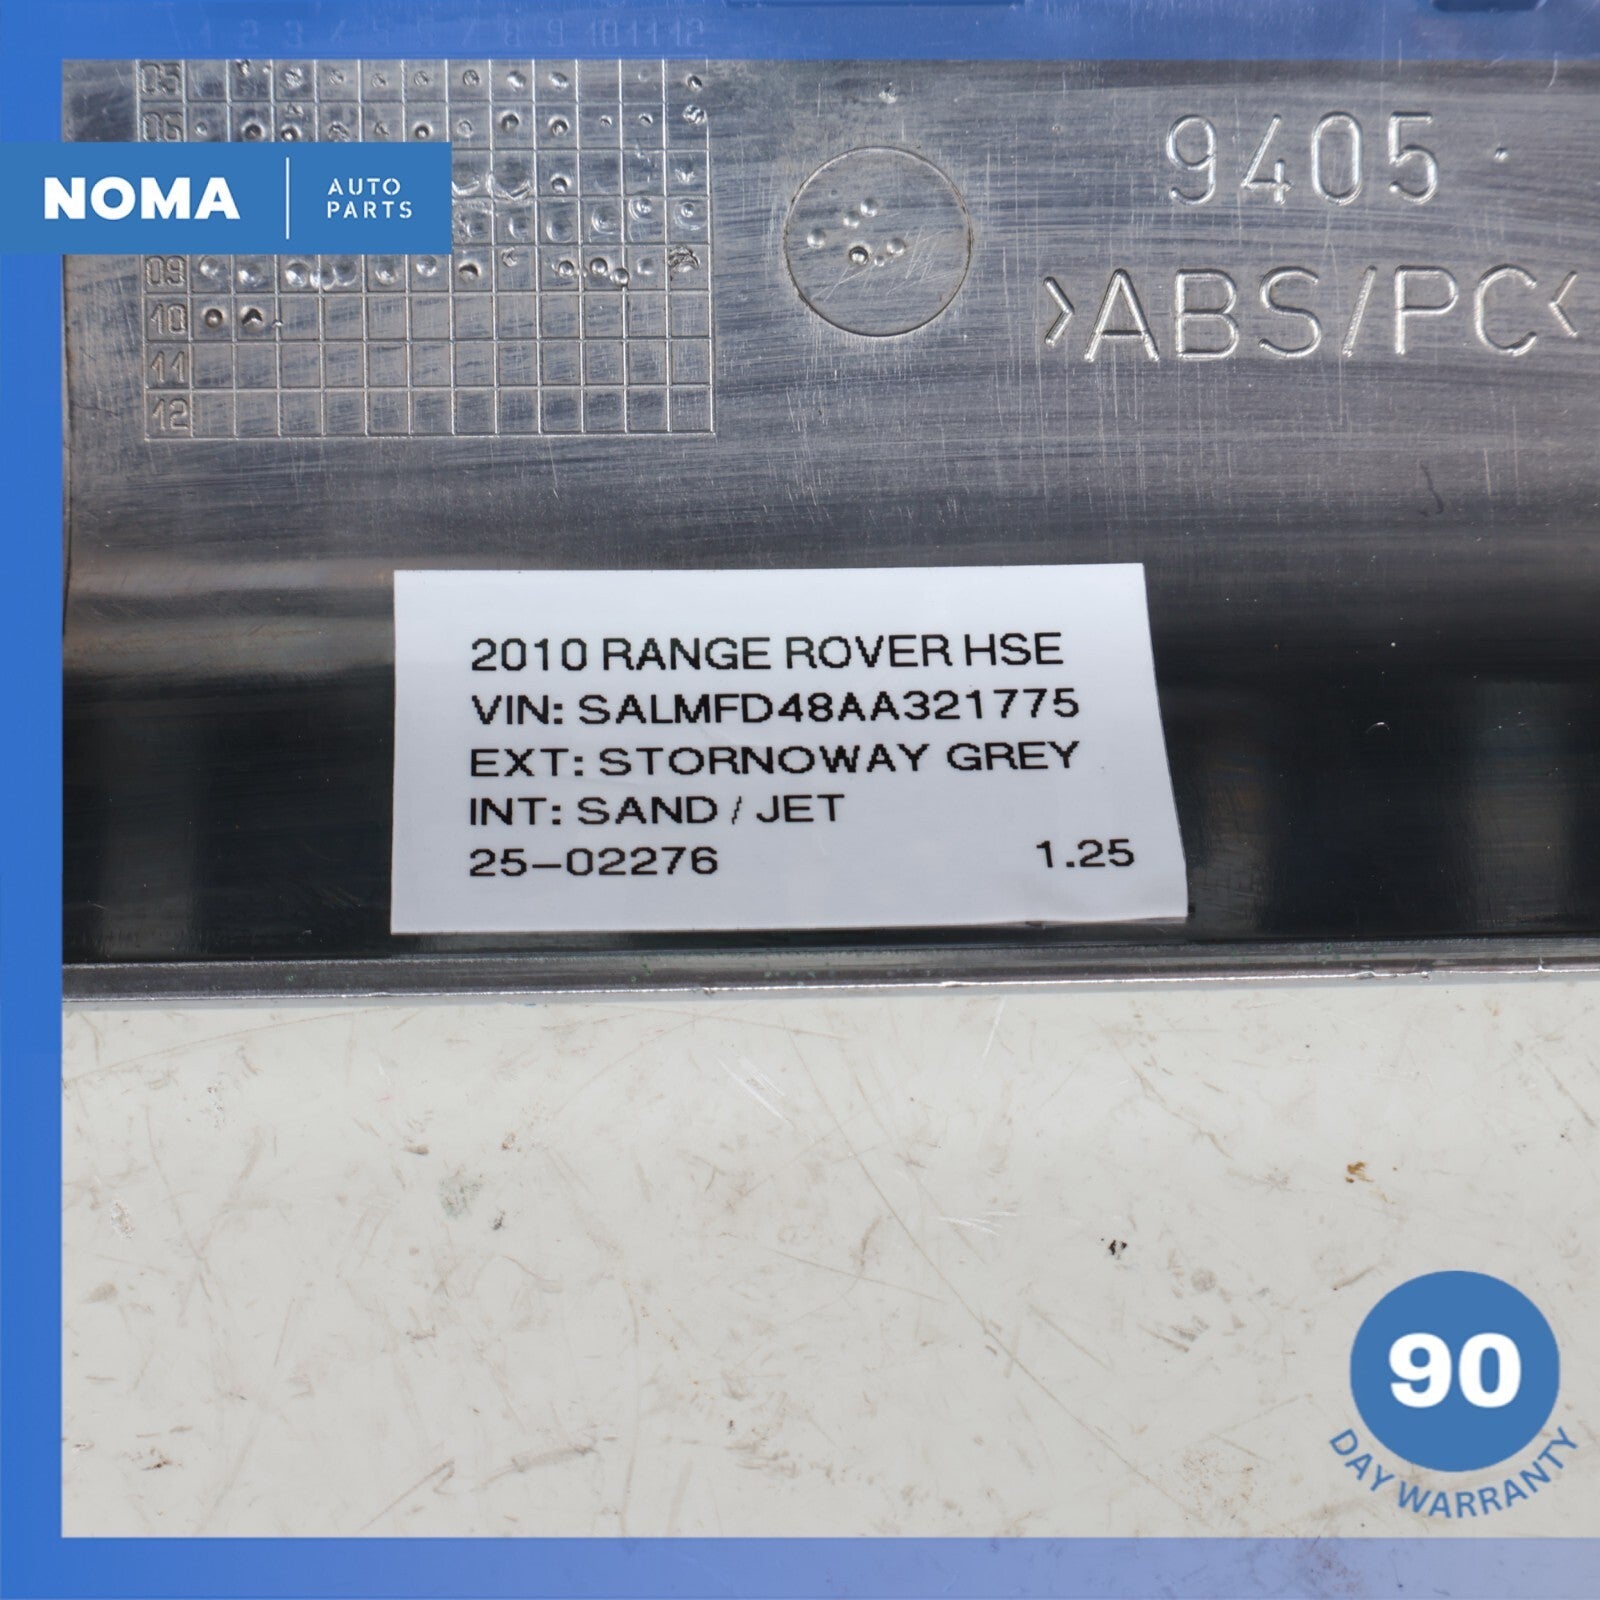 1 2 3 4 5 6 7 8 9 10 11 12
05
06
NOMA
AUTO
PARTS
09
10
11
12
9405
>ABS/PC<
2010 RANGE ROVER HSE
VIN: SALMFD48AA321775
EXT: STORNOWAY GREY
INT: SAND / JET
25-02276 1.25
90
DAY WARRANTY